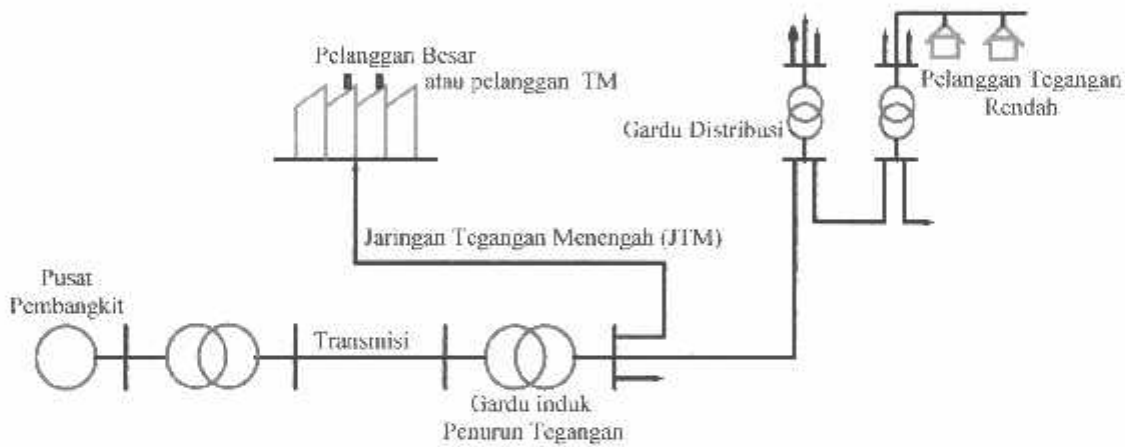 Pelanggan Besar
atau pelanggan TM
Pelanggan Tegangan
Rendah
Gardu Distribusi
Jaringan Tegangan Menengah (JTM)
Pusat
Pembangkit
Transmisi
Gardu induk
Penurun Tegangan